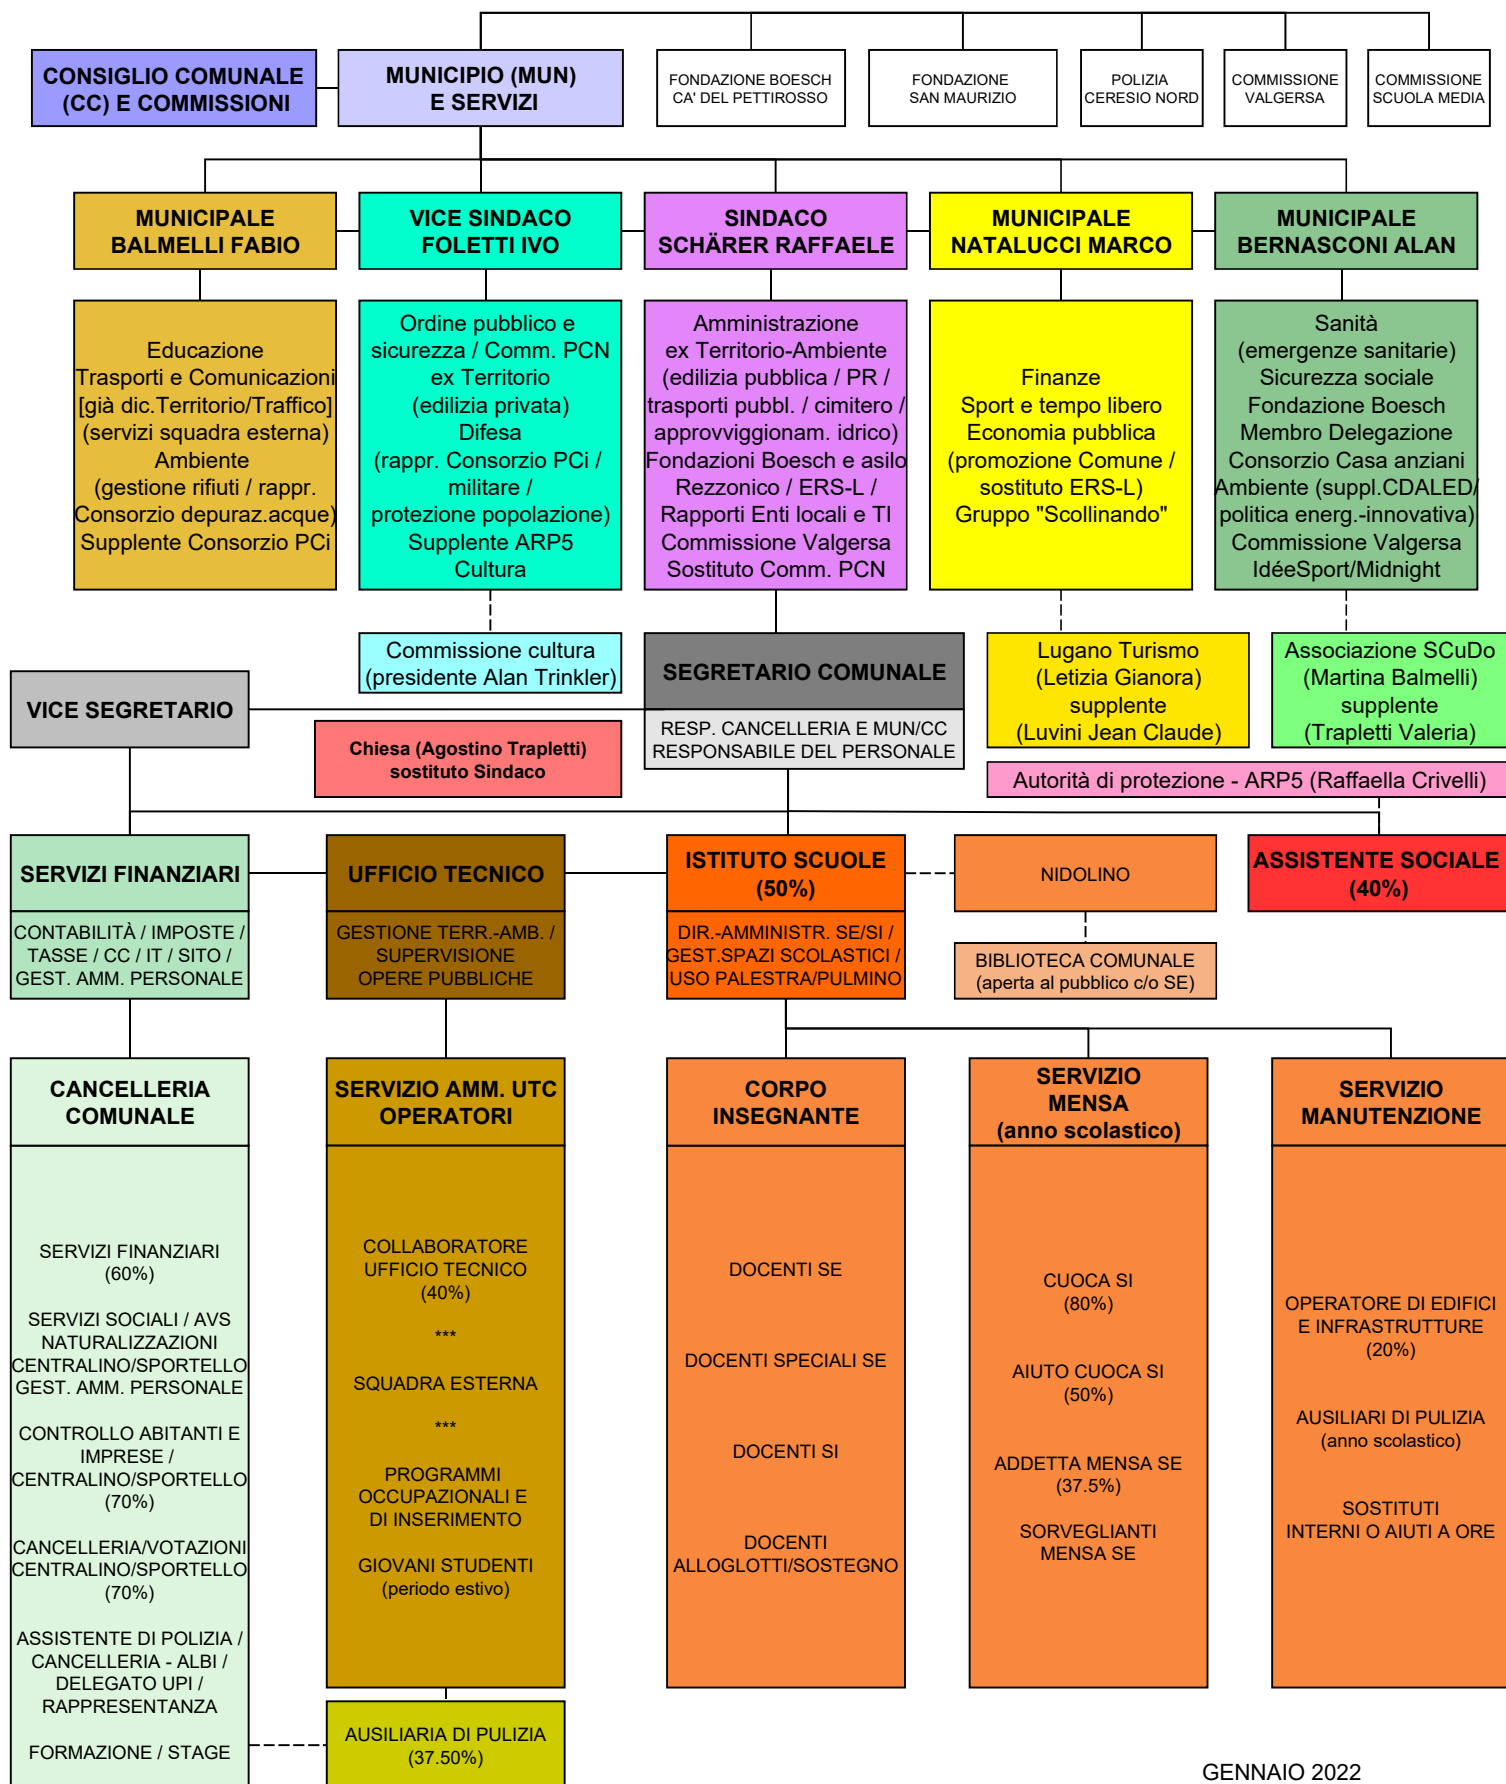 CONSIGLIO COMUNALE
(CC) E COMMISSIONI
MUNICIPIO (MUN)
E SERVIZI
FONDAZIONE BOESCH
CA' DEL PETTIROSSO
FONDAZIONE
SAN MAURIZIO
POLIZIA
CERESIO NORD
COMMISSIONE
VALGERSA
COMMISSIONE
SCUOLA MEDIA
MUNICIPALE
BALMELLI FABIO
VICE SINDACO
FOLETTI IVO
SINDACO
SCHÄRER RAFFAELE
MUNICIPALE
NATALUCCI MARCO
MUNICIPALE
BERNASCONI ALAN
Educazione
Trasporti e Comunicazioni
[già dic.Territorio/Traffico]
(servizi squadra esterna)
Ambiente
(gestione rifiuti / rappr.
Consorzio depuraz.acque)
Supplente Consorzio PCi
Ordine pubblico e
sicurezza / Comm. PCN
ex Territorio
(edilizia privata)
Difesa
(rappr. Consorzio PCi /
militare /
protezione popolazione)
Supplente ARP5
Cultura
Amministrazione
ex Territorio-Ambiente
(edilizia pubblica / PR /
trasporti pubbl. / cimitero /
approvviggionam. idrico)
Fondazioni Boesch e asilo
Rezzonico / ERS-L /
Rapporti Enti locali e TI
Commissione Valgersa
Sostituto Comm. PCN
Finanze
Sport e tempo libero
Economia pubblica
(promozione Comune /
sostituto ERS-L)
Gruppo "Scollinando"
Sanità
(emergenze sanitarie)
Sicurezza sociale
Fondazione Boesch
Membro Delegazione
Consorzio Casa anziani
Ambiente (suppl.CDALED/
politica energ.-innovativa)
Commissione Valgersa
IdéeSport/Midnight
Commissione cultura
(presidente Alan Trinkler)
SEGRETARIO COMUNALE
RESP. CANCELLERIA E MUN/CC
RESPONSABILE DEL PERSONALE
Lugano Turismo
(Letizia Gianora)
supplente
(Luvini Jean Claude)
Associazione SCuDo
(Martina Balmelli)
supplente
(Trapletti Valeria)
VICE SEGRETARIO
Chiesa (Agostino Trapletti)
sostituto Sindaco
Autorità di protezione - ARP5 (Raffaella Crivelli)
SERVIZI FINANZIARI
CONTABILITÀ / IMPOSTE /
TASSE / CC / IT / SITO /
GEST. AMM. PERSONALE
UFFICIO TECNICO
GESTIONE TERR.-AMB. /
SUPERVISIONE
OPERE PUBBLICHE
ISTITUTO SCUOLE
(50%)
DIR.-AMMINISTR. SE/SI /
GEST.SPAZI SCOLASTICI /
USO PALESTRA/PULMINO
NIDOLINO
BIBLIOTECA COMUNALE
(aperta al pubblico c/o SE)
ASSISTENTE SOCIALE
(40%)
CANCELLERIA
COMUNALE
SERVIZI FINANZIARI
(60%)
SERVIZI SOCIALI / AVS
NATURALIZZAZIONI
CENTRALINO/SPORTELLO
GEST. AMM. PERSONALE
CONTROLLO ABITANTI E
IMPRESE /
CENTRALINO/SPORTELLO
(70%)
CANCELLERIA/VOTAZIONI
CENTRALINO/SPORTELLO
(70%)
ASSISTENTE DI POLIZIA /
CANCELLERIA - ALBI /
DELEGATO UPI /
RAPPRESENTANZA
FORMAZIONE / STAGE
SERVIZIO AMM. UTC
OPERATORI
COLLABORATORE
UFFICIO TECNICO
(40%)
***
SQUADRA ESTERNA
***
PROGRAMMI
OCCUPAZIONALI E
DI INSERIMENTO
GIOVANI STUDENTI
(periodo estivo)
AUSILIARIA DI PULIZIA
(37.50%)
CORPO
INSEGNANTE
DOCENTI SE
DOCENTI SPECIALI SE
DOCENTI SI
DOCENTI
ALLOGLOTTI/SOSTEGNO
SERVIZIO
MENSA
(anno scolastico)
CUOCA SI
(80%)
AIUTO CUOCA SI
(50%)
ADDETTA MENSA SE
(37.5%)
SORVEGLIANTI
MENSA SE
SERVIZIO
MANUTENZIONE
OPERATORE DI EDIFICI
E INFRASTRUTTURE
(20%)
AUSILIARI DI PULIZIA
(anno scolastico)
SOSTITUTI
INTERNI O AIUTI A ORE
GENNAIO 2022